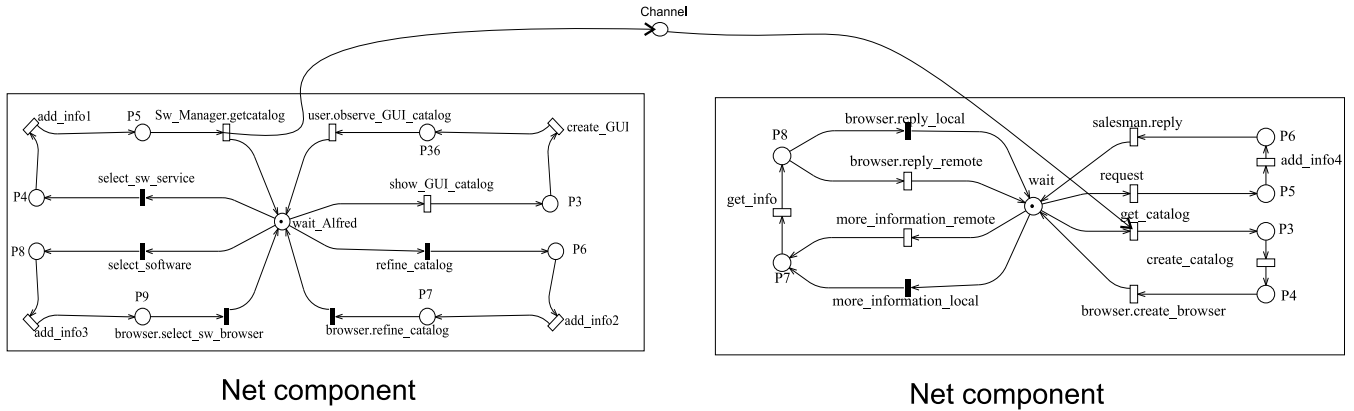 Channel
add_info1
P5
Sw_Manager.getcatalog
user.observe_GUI_catalog
create_GUI
P36
select_sw_service
show_GUI_catalog
P4
P3
wait_Alfred
P8
P6
select_software
refine_catalog
P9
P7
add_info3
browser.select_sw_browser
browser.refine_catalog
add_info2
Net component
browser.reply_local
salesman.reply
P8
P6
browser.reply_remote
add_info4
wait
request
get_info
P5
more_information_remote
get_catalog
P3
create_catalog
P7
P4
more_information_local
browser.create_browser
Net component